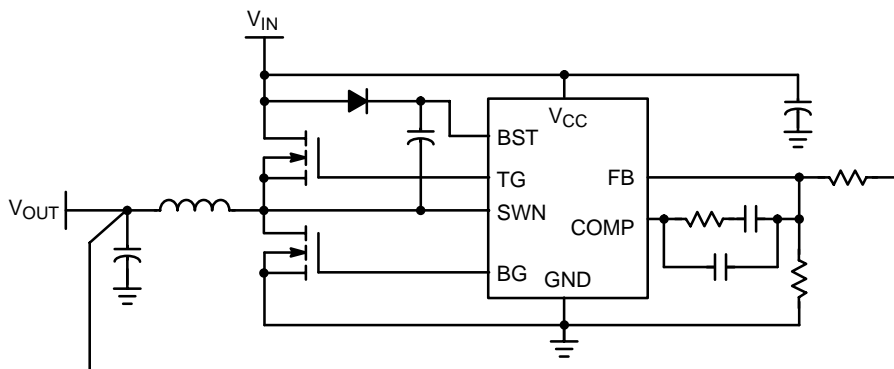 VIN
VCC
BST
TG
FB
VOUT
SWN
COMP
BG
GND